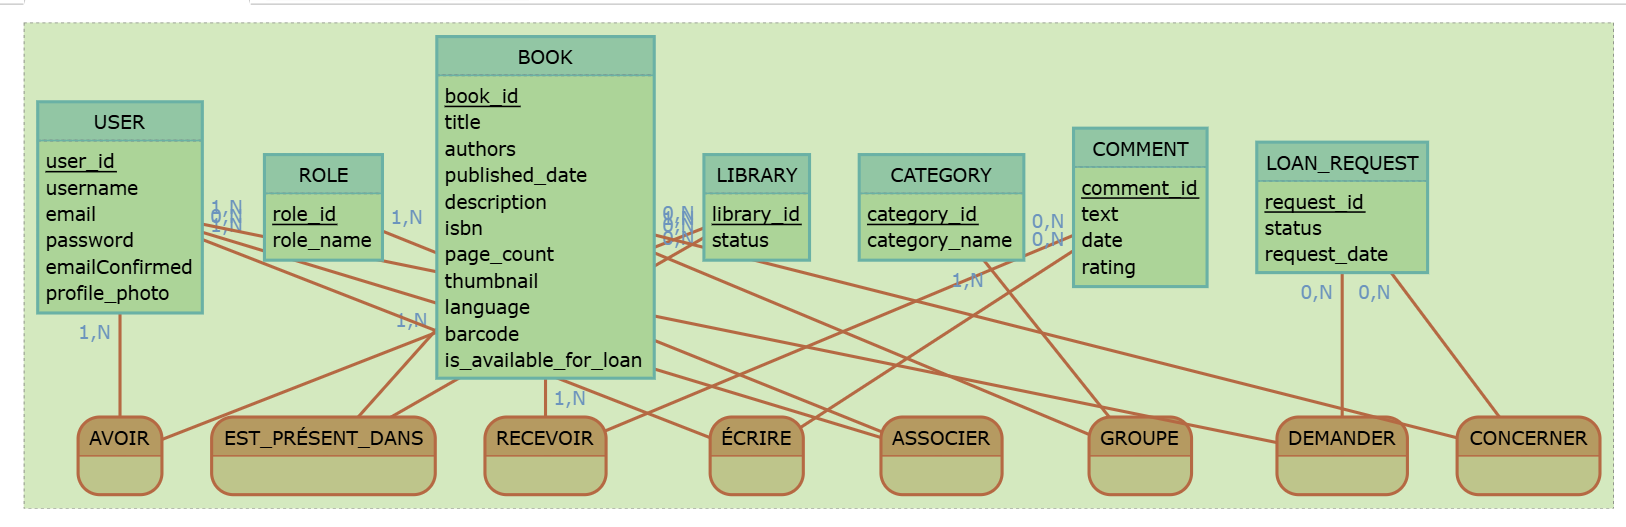 USER
user_id
username
email
password
emailConfirmed
profile_photo
ROLE
role_id
role_name
BOOK
book_id
title
authors
published_date
description
isbn
page_count
thumbnail
language
barcode
is_available_for_loan
LIBRARY
library_id
status
CATEGORY
category_id
category_name
COMMENT
comment_id
text
date
rating
LOAN_REQUEST
request_id
status
request_date
1,N
1,N
1,N
0,N
0,N
0,N
0,N
1,N
0,N
0,N
1,N
1,N
1,N
AVOIR
EST_PRÉSENT_DANS
RECEVOIR
ÉCRIRE
ASSOCIER
GROUPE
DEMANDER
CONCERNER